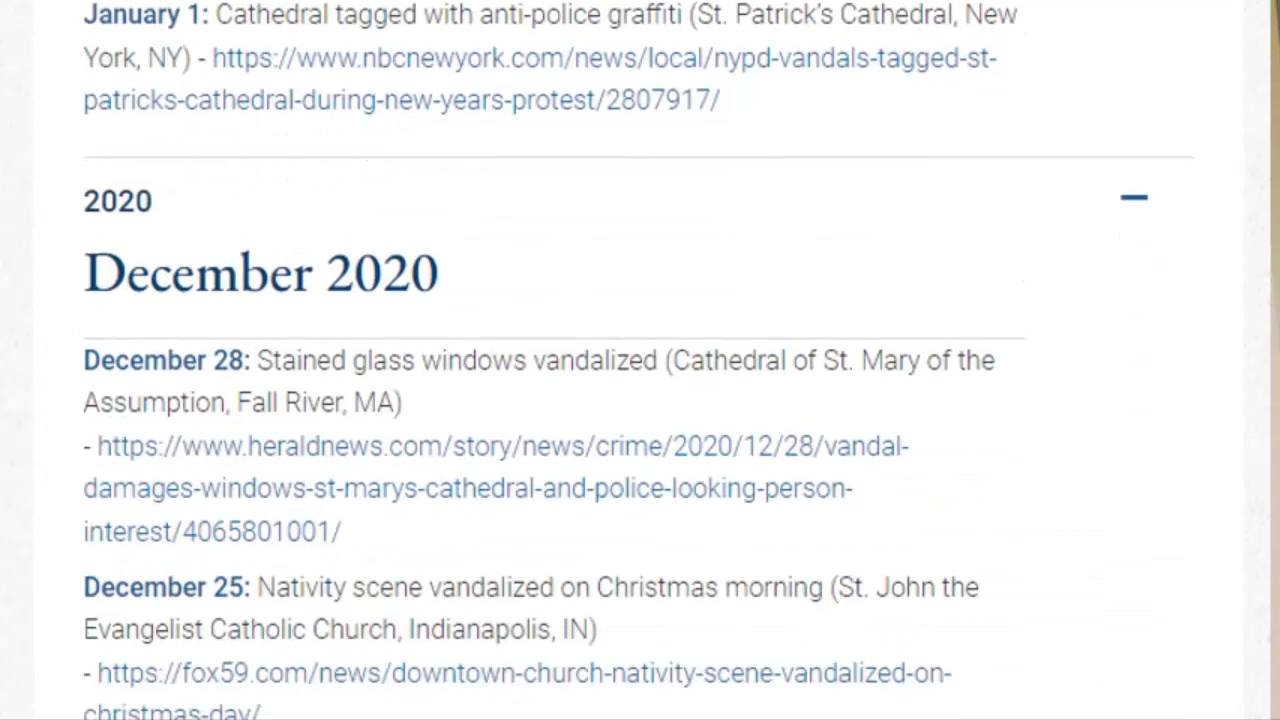 January 1: Cathedral tagged with anti-police graffiti (St. Patrick’s Cathedral, New
York, NY) - https://www.nbcnewyork.com/news/local/nypd-vandals-tagged-st-
patricks-cathedral-during-new-years-protest/2807917/
2020
December 2020
December 28: Stained glass windows vandalized (Cathedral of St. Mary of the
Assumption, Fall River, MA)
- https://www.heraldnews.com/story/news/crime/2020/12/28/vandal-
damages-windows-st-marys-cathedral-and-police-looking-person-
interest/4065801001/
December 25: Nativity scene vandalized on Christmas morning (St. John the
Evangelist Catholic Church, Indianapolis, IN)
- https://fox59.com/news/downtown-church-nativity-scene-vandalized-on-
christmas-day/